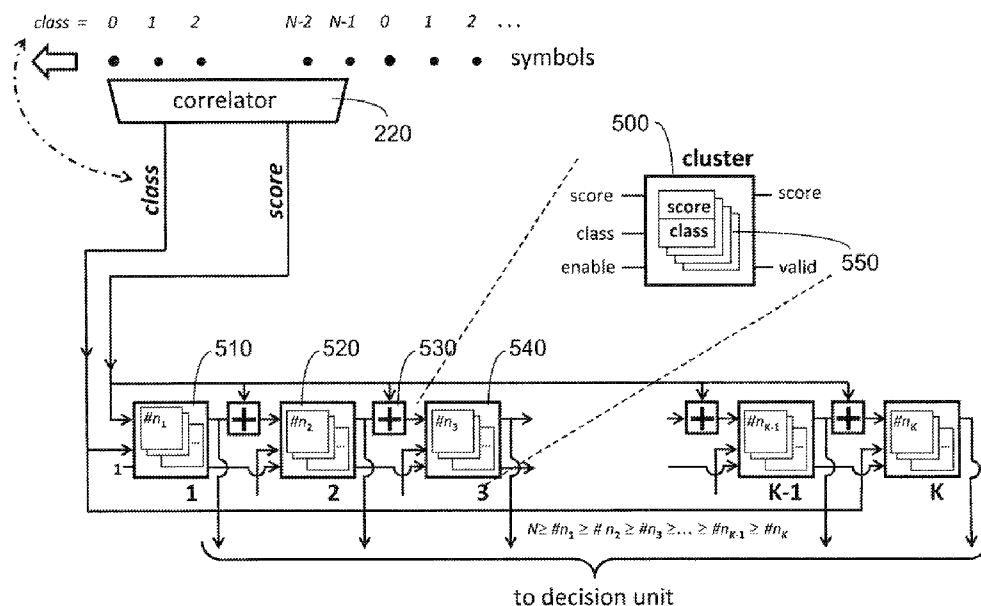 class = 0 1 2 N-2 N-1 0 1 2 ...
symbols
correlator
220
class
score
500
cluster
score
score
class
enable
score
class
valid
550
510
520
530
540
+
+
+
+
#n1
...
#n2
...
#n3
...
#nK-1
...
#nK
...
1
1
2
3
K-1
K
N ≥ #n1 ≥ # n2 ≥ #n3 ≥... ≥ #nK-1 ≥ #nK
to decision unit